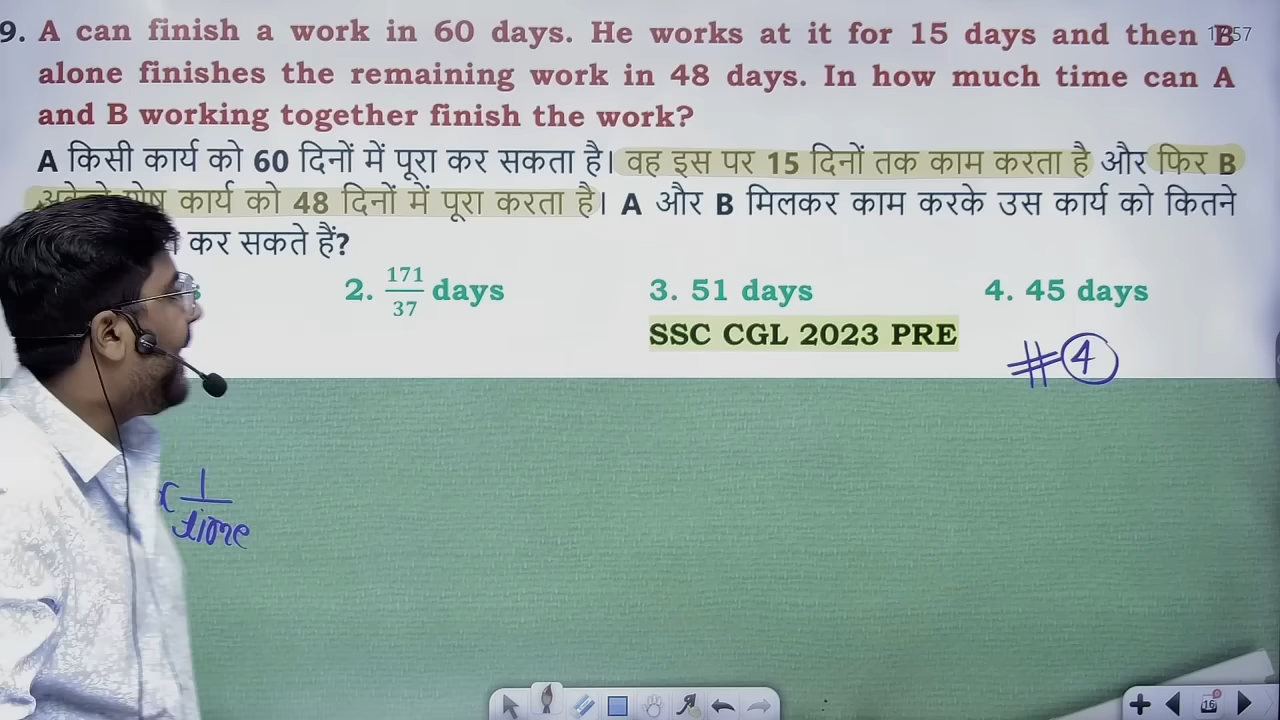 9. A can finish a work in 60 days. He works at it for 15 days and then B
alone finishes the remaining work in 48 days. In how much time can A
and B working together finish the work?
A किसी कार्य को 60 दिनों में पूरा कर सकता है। वह इस पर 15 दिनों तक काम करता है और फिर B
कार्य को 48 दिनों में पूरा करता है। A और B मिलकर काम करके उस कार्य को कितने
कर सकते हैं?
2. 171/37 days 3. 51 days 4. 45 days
SSC CGL 2023 PRE
#4
1/time
16